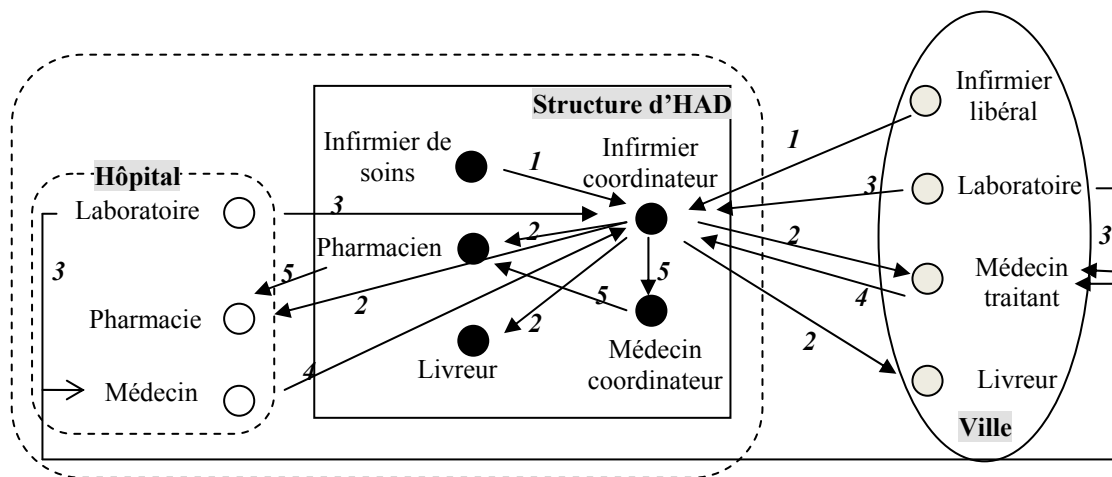 Structure d'HAD
Infirmier de
soins
Infirmier
coordinateur
Infirmier
libéral
1
1
Hôpital
Laboratoire
3
3
Laboratoire
Pharmacien
2
2
3
3
5
5
Médecin
traitant
Pharmacie
2
5
4
2
Médecin
4
Livreur
2
Médecin
coordinateur
Livreur
Ville